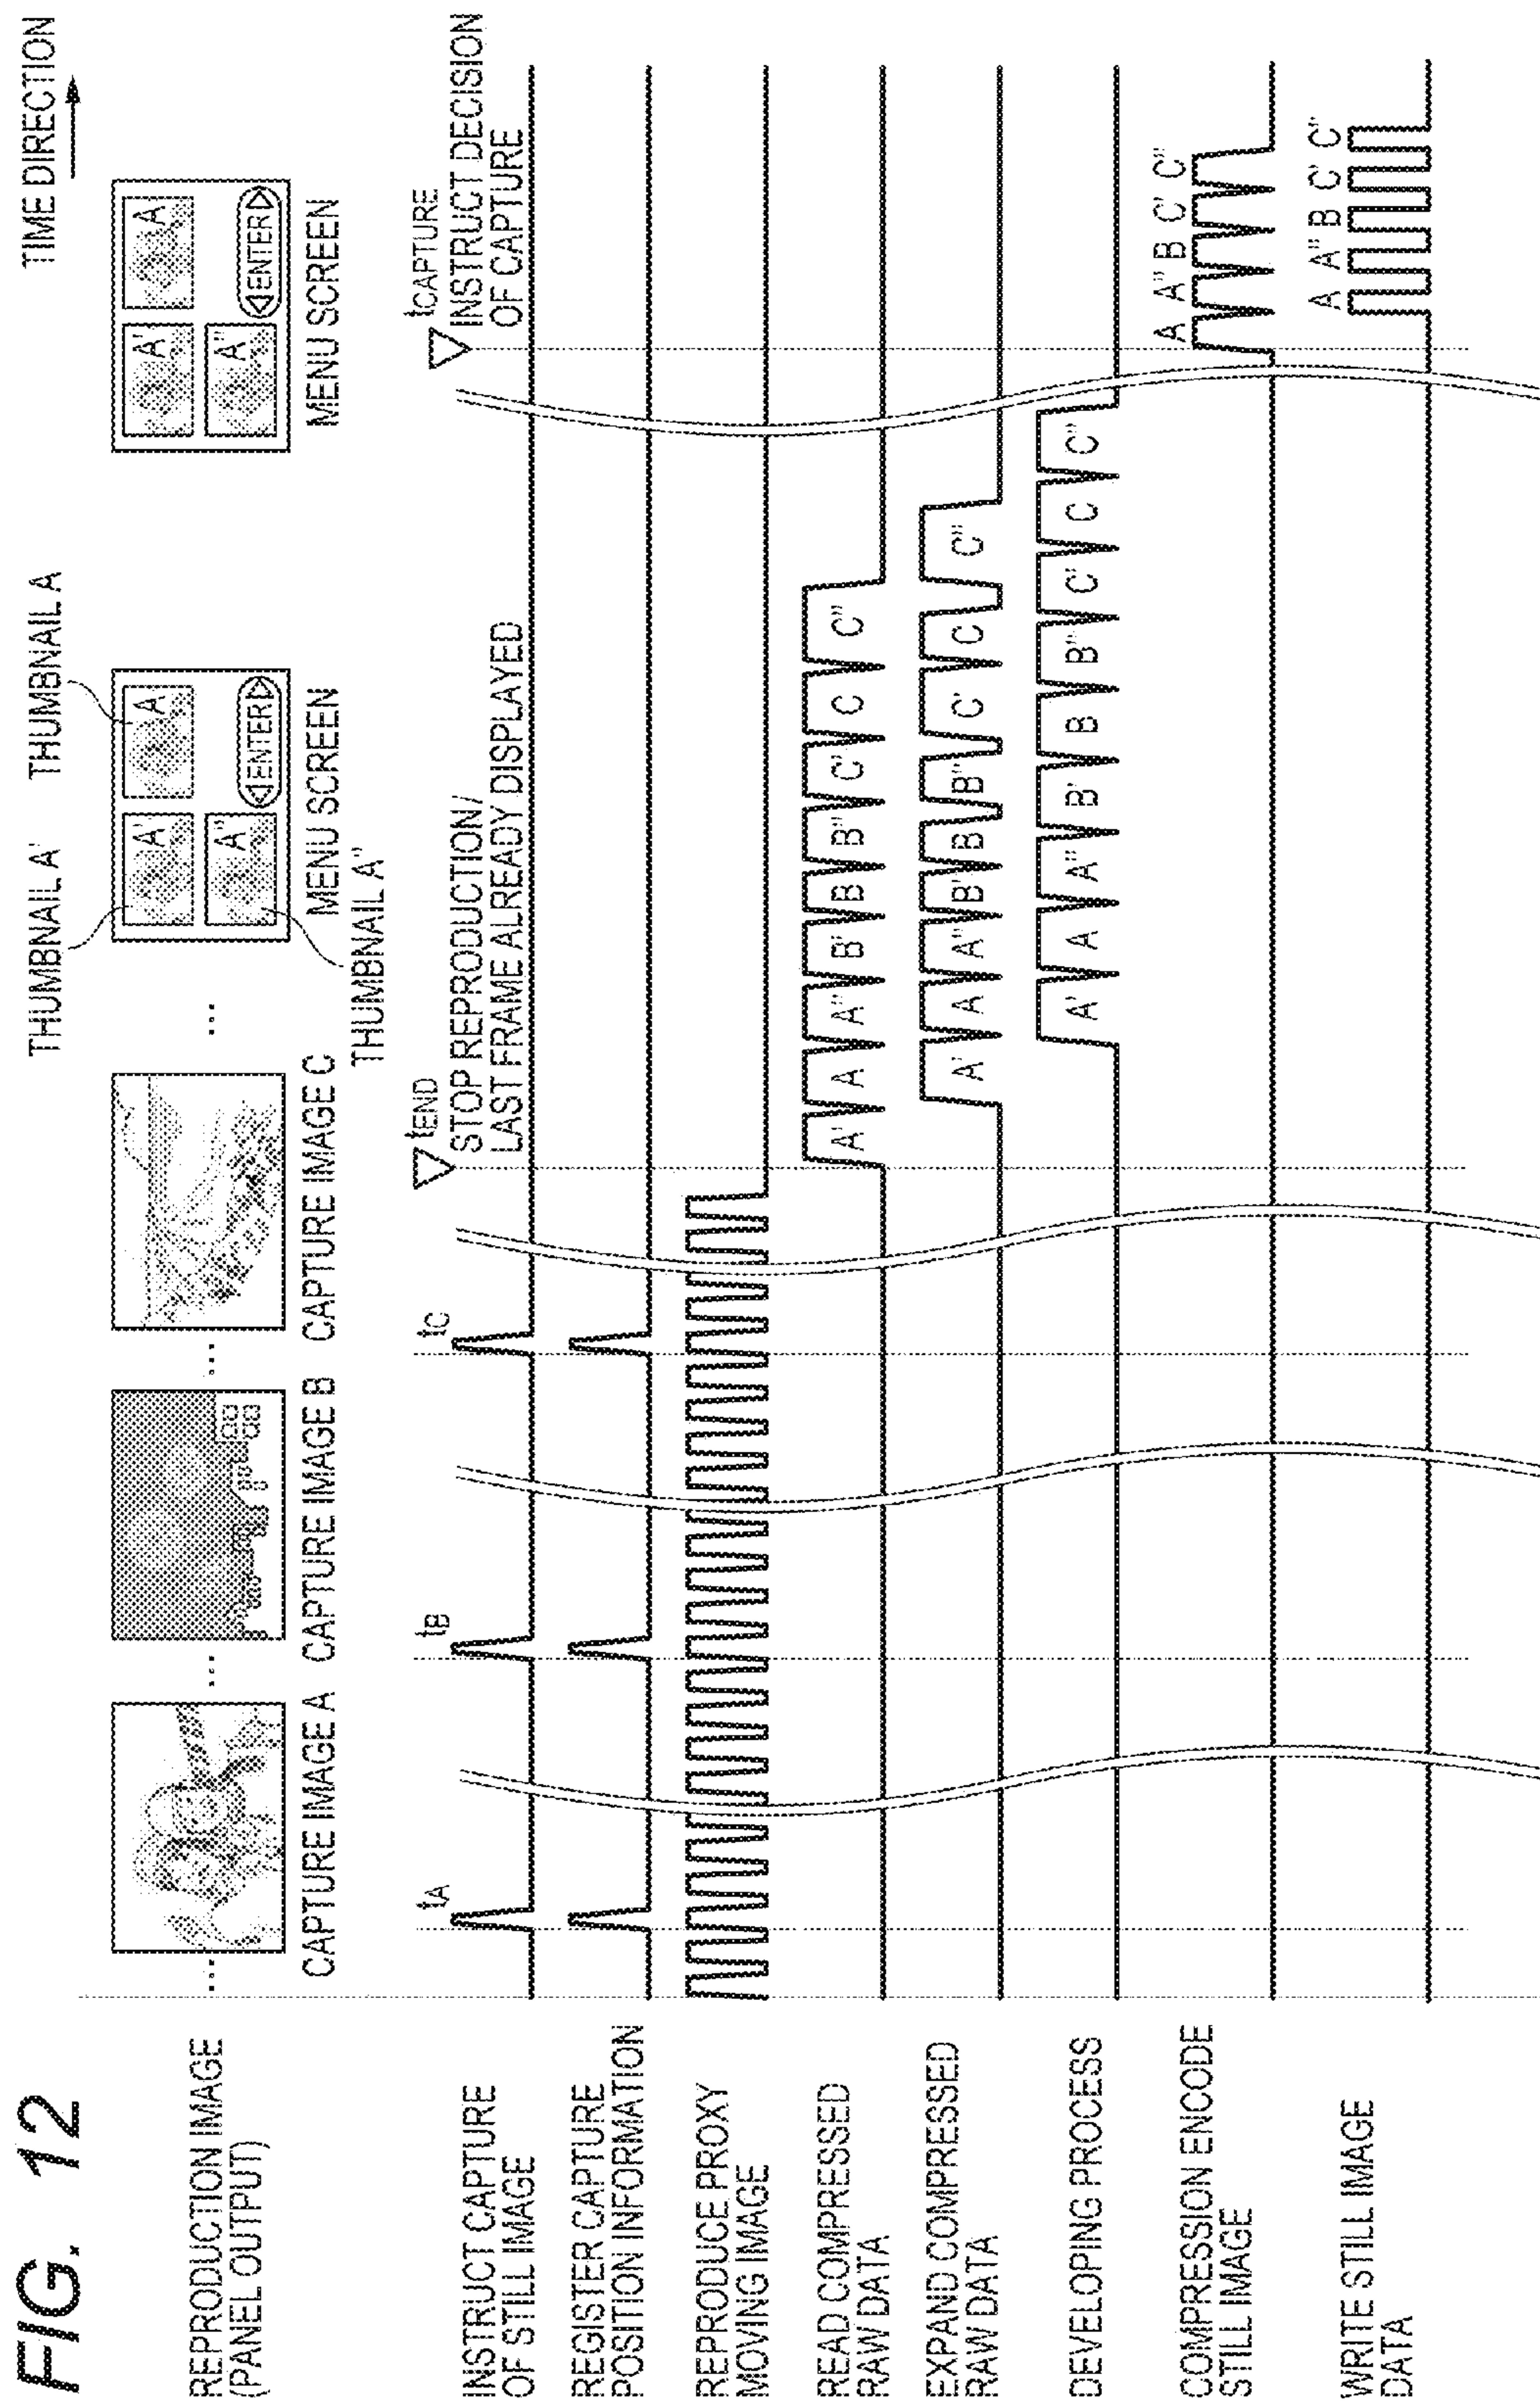 FIG. 12
TIME DIRECTION
REPRODUCTION IMAGE
(PANEL OUTPUT)
...
CAPTURE IMAGE A
...
CAPTURE IMAGE B
...
CAPTURE IMAGE C
...
THUMBNAIL A'
THUMBNAIL A
A'
A
A"
ENTER
MENU SCREEN
THUMBNAIL A"
A'
A
A"
ENTER
MENU SCREEN
tA
tB
tC
tEND
STOP REPRODUCTION/
LAST FRAME ALREADY DISPLAYED
tCAPTURE
INSTRUCT DECISION
OF CAPTURE
INSTRUCT CAPTURE
OF STILL IMAGE
REGISTER CAPTURE
POSITION INFORMATION
REPRODUCE PROXY
MOVING IMAGE
READ COMPRESSED
RAW DATA
A' A A" B' B B" C' C C"
EXPAND COMPRESSED
RAW DATA
A' A A" B' B B" C' C C"
DEVELOPING PROCESS
A' A A" B' B B" C' C C"
COMPRESSION ENCODE
STILL IMAGE
A A" B C' C"
WRITE STILL IMAGE
DATA
A A" B C' C"